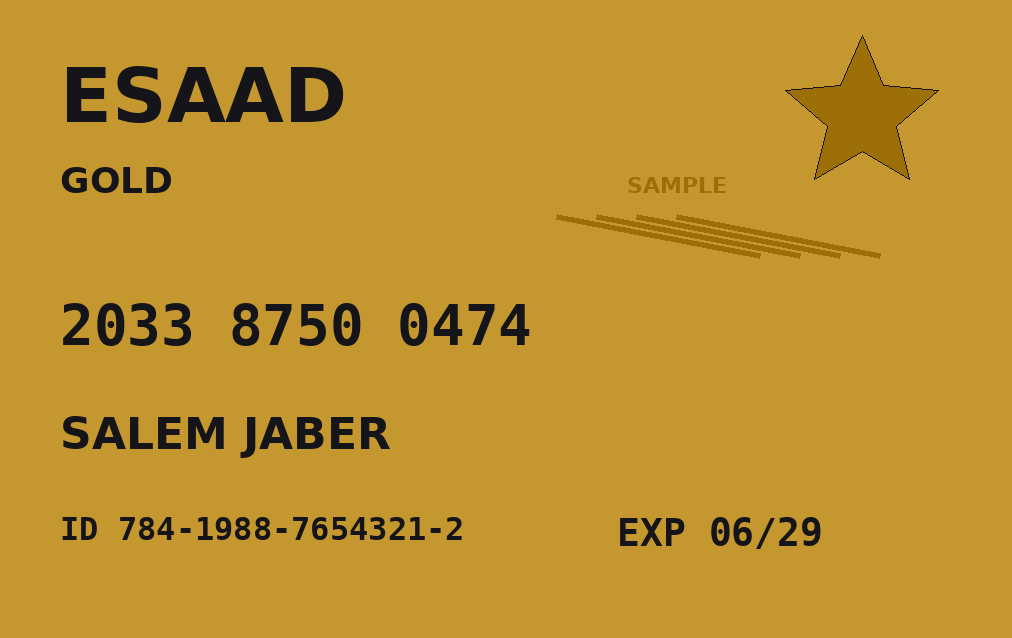 ESAAD
GOLD
SAMPLE
2033 8750 0474
SALEM JABER
ID 784-1988-7654321-2
EXP 06/29